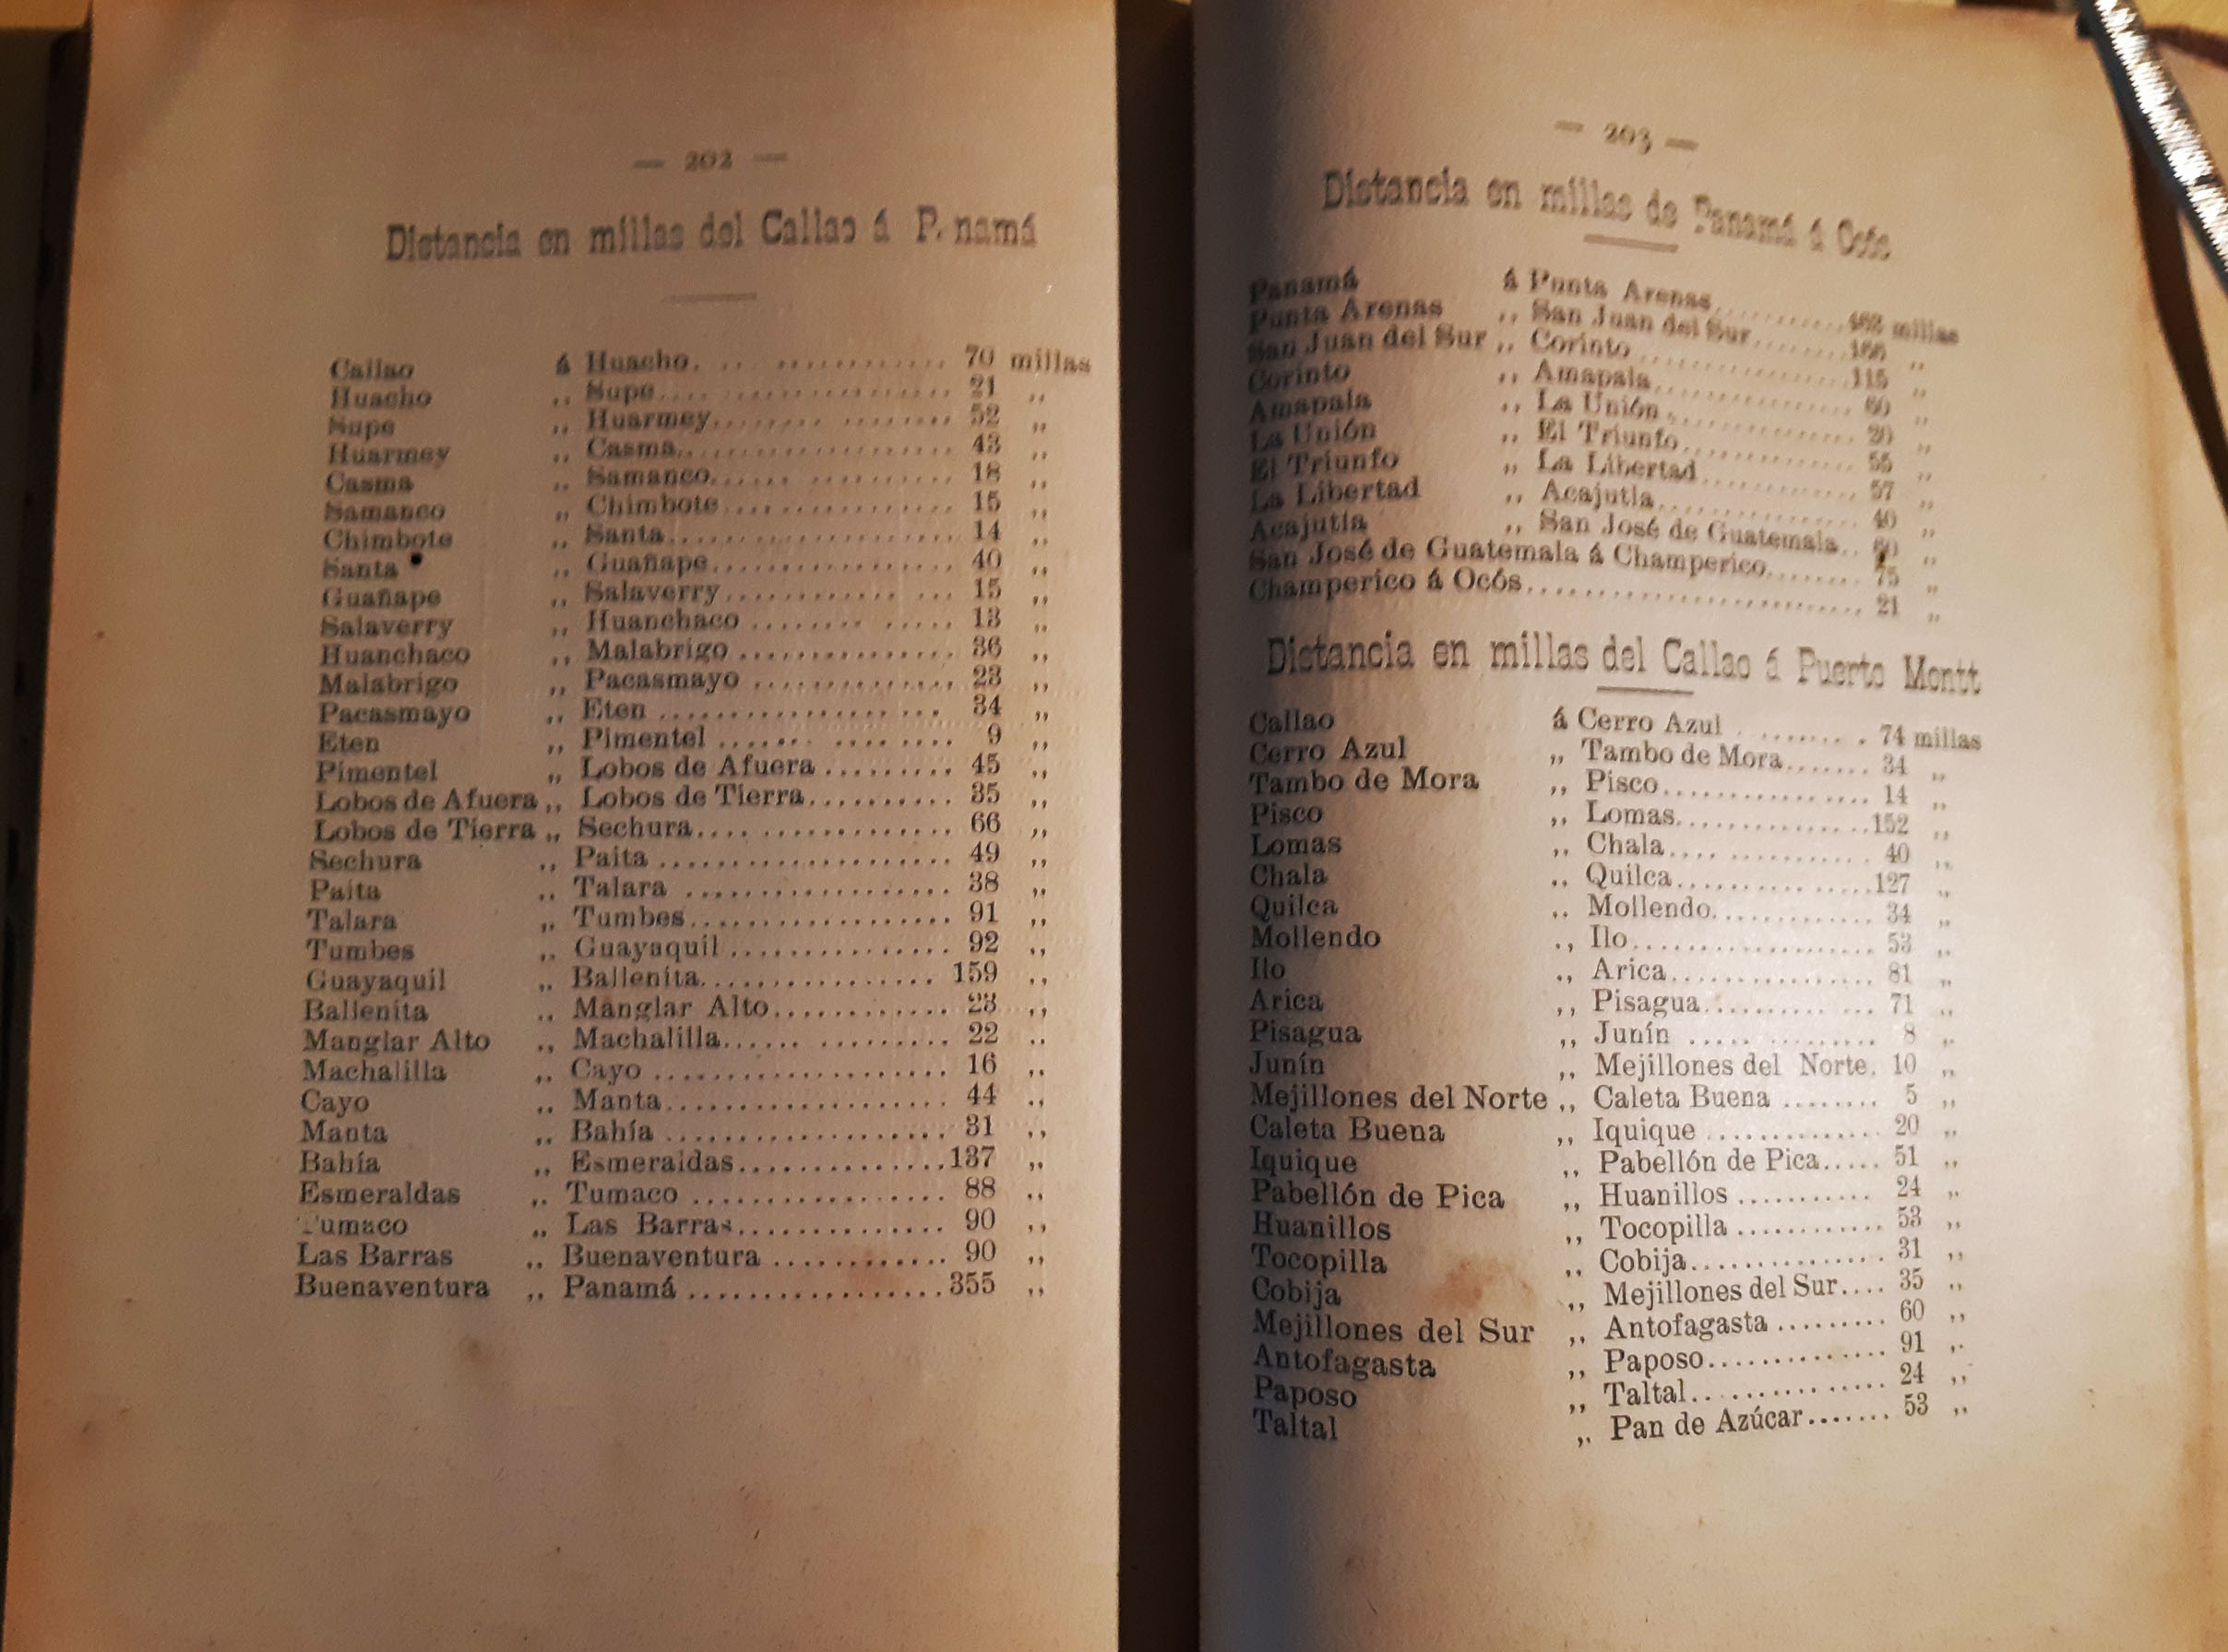 — 202 —
Distancia en millas del Callao á P. namá
Callao á Huacho. .. ............ 70 millas
Huacho ,, Supe......................... 21 ,,
Supe ,, Huarmey........ ........ 52 ,,
Huarmey ,, Casma........................ 43 ,,
Casma ,, Samanco...... .......... 18 ,,
Samanco ,, Chimbote................. 15 ,,
Chimbote ,, Santa...................... 14 ,,
Santa ,, Guañape................... 40 ,,
Guañape ,, Salaverry............ ... 15 ,,
Salaverry ,, Huanchaco ........ ..... 13 ,,
Huanchaco ,, Malabrigo ............... 36 ,,
Malabrigo ,, Pacasmayo .............. 23 ,,
Pacasmayo ,, Eten ................. ... 34 ,,
Eten ,, Pimentel ....... ......... 9 ,,
Pimentel ,, Lobos de Afuera ......... 45 ,,
Lobos de Afuera ,, Lobos de Tierra.......... 35 ,,
Lobos de Tierra ,, Sechura.... ............... 66 ,,
Sechura ,, Paita ..................... 49 ,,
Paita ,, Talara ................... 38 ,,
Talara ,, Tumbes................... 91 ,,
Tumbes ,, Guayaquil ................ 92 ,,
Guayaquil ,, Ballenita................. 159 ,,
Ballenita ,, Manglar Alto............. 23 ,,
Manglar Alto ,, Machalilla...... ......... 22 ,,
Machalilla ,, Cayo ..................... 16 ,,
Cayo ,, Manta.................... 44 ,,
Manta ,, Bahía .................... 31 ,,
Bahía ,, Esmeraldas...............137 ,,
Esmeraldas ,, Tumaco .................. 88 ,,
Tumaco ,, Las Barras............... 90 ,,
Las Barras ,, Buenaventura ............ 90 ,,
Buenaventura ,, Panamá ..................355 ,,
— 203 —
Distancia en millas de Panamá á Ocós
Panamá á Punta Arenas............. 462 millas
Punta Arenas ,, San Juan del Sur........ ,,
San Juan del Sur ,, Corinto ................115 ,,
Corinto ,, Amapala............... 60 ,,
Amapala ,, La Unión............... 20 ,,
La Unión ,, El Triunfo............. 55 ,,
El Triunfo ,, La Libertad............ 57 ,,
La Libertad ,, Acajutla............... 40 ,,
Acajutla ,, San José de Guatemala.. 60 ,,
San José de Guatemala á Champerico........ 75 ,,
Champerico á Ocós........................... 21 ,,
Distancia en millas del Callao á Puerto Montt
Callao á Cerro Azul . ....... . 74 millas
Cerro Azul ,, Tambo de Mora....... 34 ,,
Tambo de Mora ,, Pisco................. 14 ,,
Pisco ,, Lomas................152 ,,
Lomas ,, Chala.... ............ 40 ,,
Chala ,, Quilca.......... ......127 ,,
Quilca ,, Mollendo............. 34 ,,
Mollendo ,, Ilo................... 53 ,,
Ilo ,, Arica................. 81 ,,
Arica ,, Pisagua........... ... 71 ,,
Pisagua ,, Junín ..... ......... 8 ,,
Junín ,, Mejillones del Norte. 10 ,,
Mejillones del Norte ,, Caleta Buena ........ 5 ,,
Caleta Buena ,, Iquique ............... 20 ,,
Iquique ,, Pabellón de Pica..... 51 ,,
Pabellón de Pica ,, Huanillos ........... 24 ,,
Huanillos ,, Tocopilla ............ 53 ,,
Tocopilla ,, Cobija............... 31 ,,
Cobija ,, Mejillones del Sur.... 35 ,,
Mejillones del Sur ,, Antofagasta ......... 60 ,,
Antofagasta ,, Paposo.............. 91 ,,
Paposo ,, Taltal.. ............. 24 ,,
Taltal ,, Pan de Azúcar....... 53 ,,